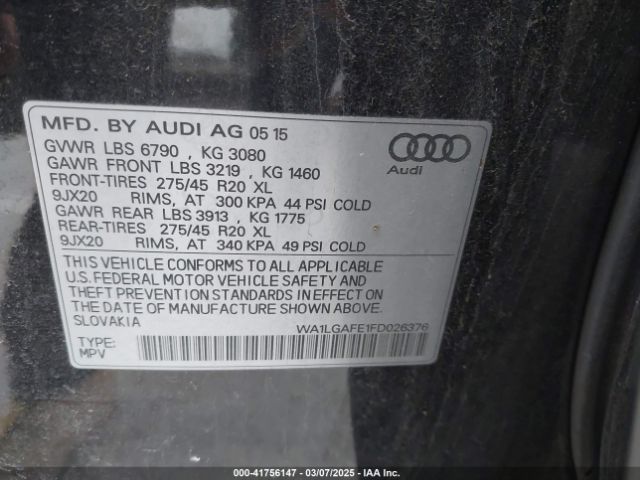 MFD. BY AUDI AG 05 15
GVWR LBS 6790 , KG 3080
GAWR FRONT LBS 3219 , KG 1460
FRONT-TIRES 275/45 R20 XL
9JX20 RIMS, AT 300 KPA 44 PSI COLD
GAWR REAR LBS 3913 , KG 1775
REAR-TIRES 275/45 R20 XL
9JX20 RIMS, AT 340 KPA 49 PSI COLD
Audi
THIS VEHICLE CONFORMS TO ALL APPLICABLE
U.S. FEDERAL MOTOR VEHICLE SAFETY AND
THEFT PREVENTION STANDARDS IN EFFECT ON
THE DATE OF MANUFACTURE SHOWN ABOVE.
SLOVAKIA WA1LGAFE1FD026376
TYPE:
MPV
000-41756147 — 03/07/2025 — IAA Inc.